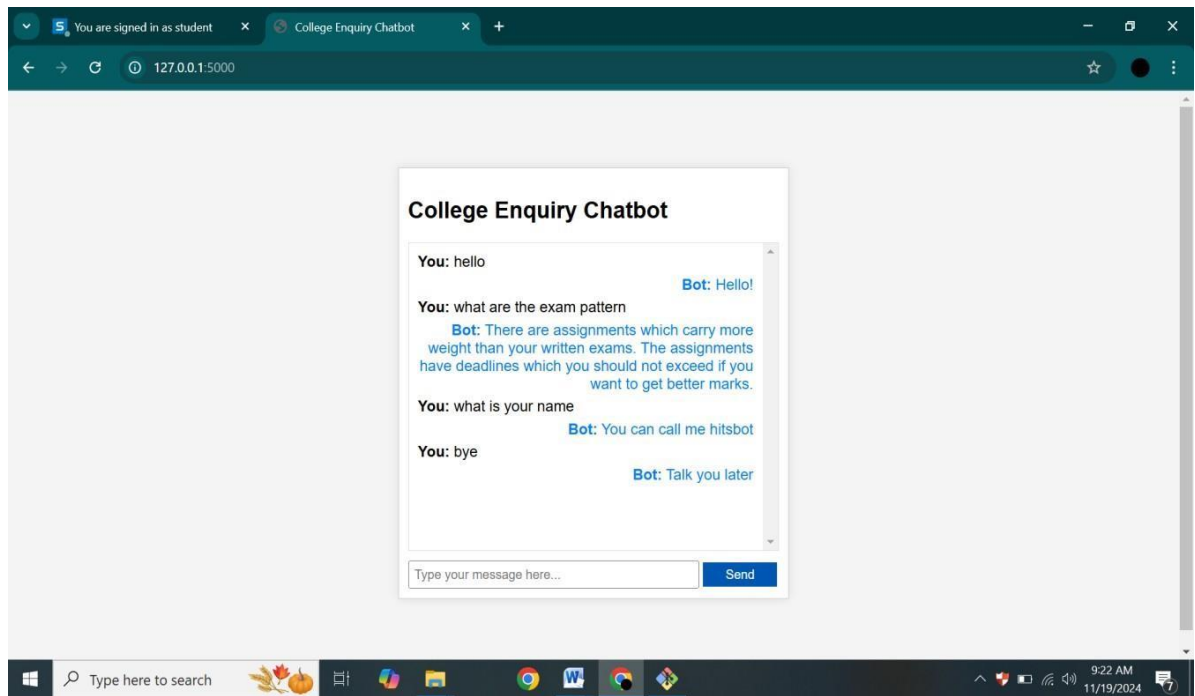 You are signed in as student
College Enquiry Chatbot
127.0.0.1:5000
College Enquiry Chatbot
You: hello
Bot: Hello!
You: what are the exam pattern
Bot: There are assignments which carry more
weight than your written exams. The assignments
have deadlines which you should not exceed if you
want to get better marks.
You: what is your name
Bot: You can call me hitsbot
You: bye
Bot: Talk you later
Type your message here...
Send
Type here to search
9:22 AM
11/19/2024
7